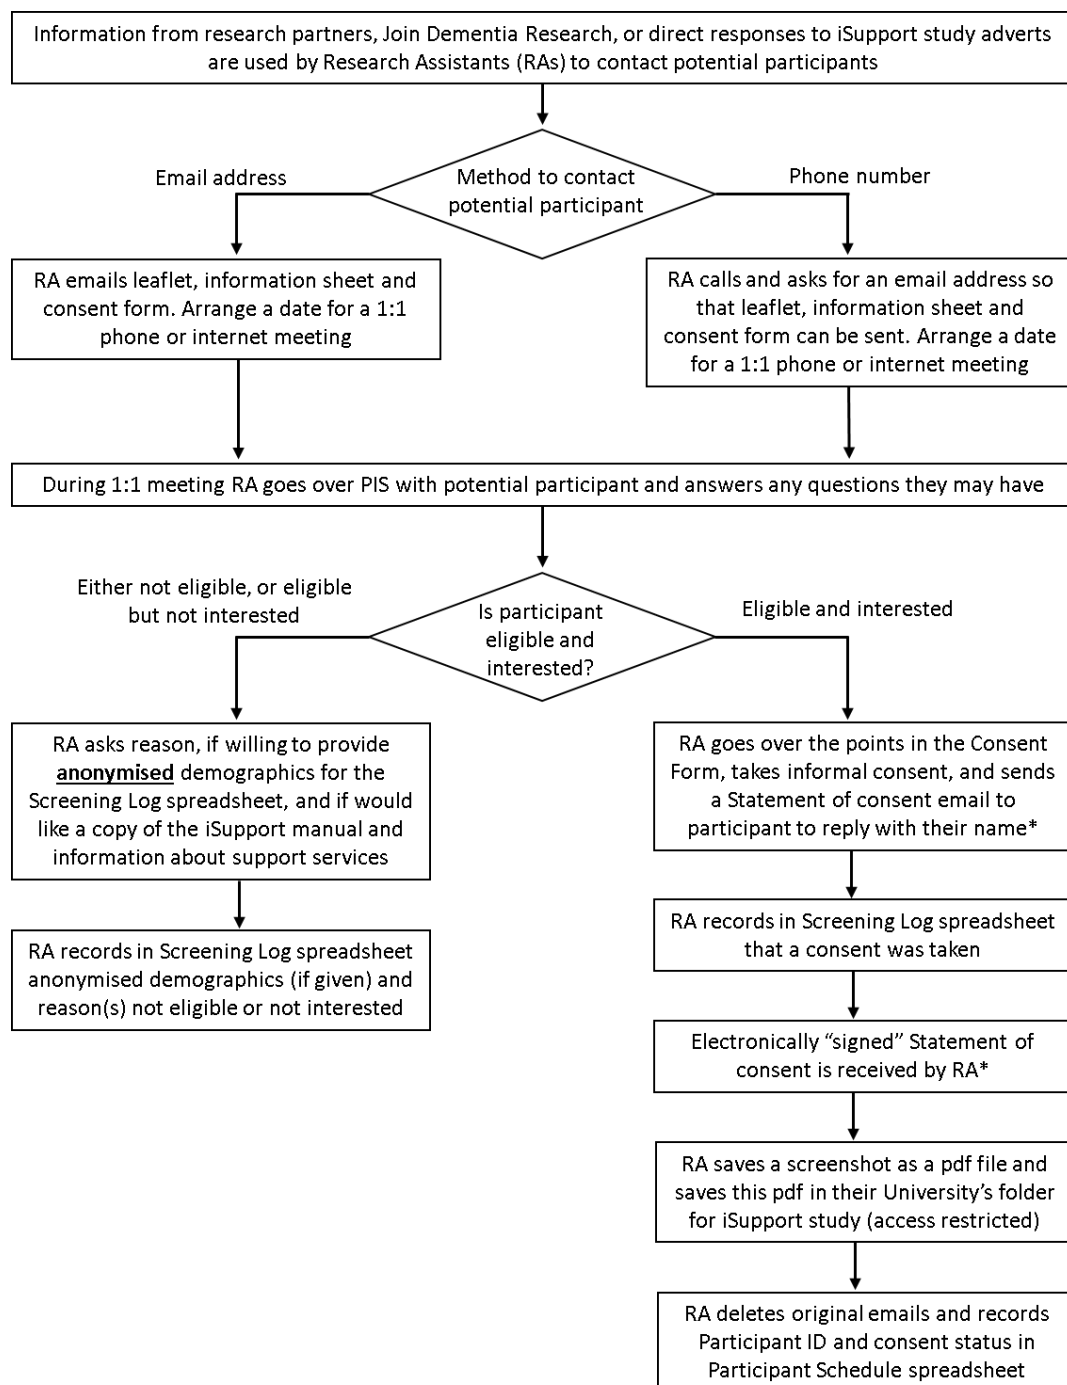 Information from research partners, Join Dementia Research, or direct responses to iSupport study adverts
are used by Research Assistants (RAs) to contact potential participants
Email address
Method to contact
potential participant
Phone number
RA emails leaflet, information sheet and
consent form. Arrange a date for a 1:1
phone or internet meeting
RA calls and asks for an email address so
that leaflet, information sheet and
consent form can be sent. Arrange a date
for a 1:1 phone or internet meeting
During 1:1 meeting RA goes over PIS with potential participant and answers any questions they may have
Either not eligible, or eligible
but not interested
Is participant
eligible and
interested?
Eligible and interested
RA asks reason, if willing to provide
anonymised demographics for the
Screening Log spreadsheet, and if would
like a copy of the iSupport manual and
information about support services
RA records in Screening Log spreadsheet
anonymised demographics (if given) and
reason(s) not eligible or not interested
RA goes over the points in the Consent
Form, takes informal consent, and sends
a Statement of consent email to
participant to reply with their name*
RA records in Screening Log spreadsheet
that a consent was taken
Electronically “signed” Statement of
consent is received by RA*
RA saves a screenshot as a pdf file and
saves this pdf in their University’s folder
for iSupport study (access restricted)
RA deletes original emails and records
Participant ID and consent status in
Participant Schedule spreadsheet